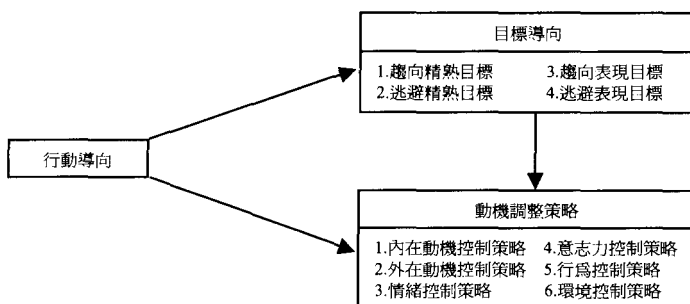 目標導向
1.趨向精熟目標 3.趨向表現目標
2.逃避精熟目標 4.逃避表現目標
行動導向
動機調整策略
1.內在動機控制策略 4.意志力控制策略
2.外在動機控制策略 5.行爲控制策略
3.情緒控制策略 6.環境控制策略